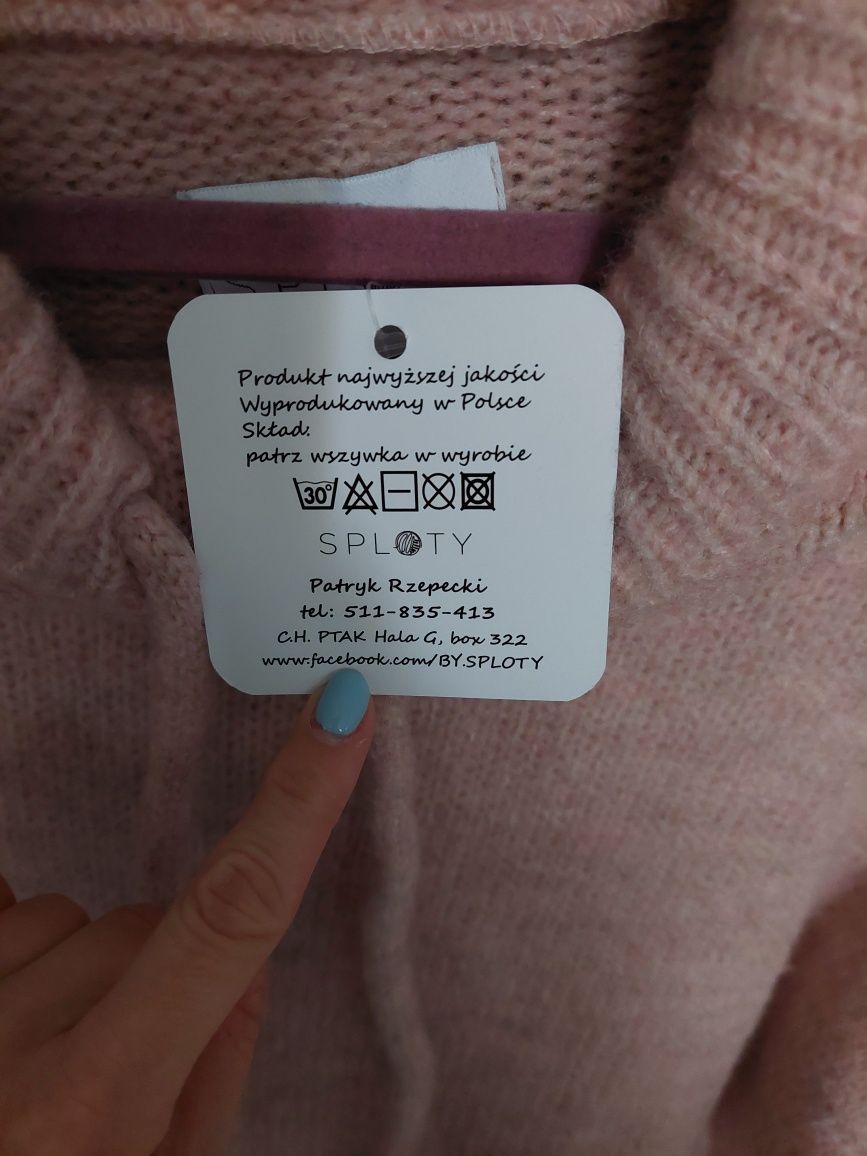 Produkt najwyższej jakości
Wyprodukowany w Polsce
Skład:
patrz wszywka w wyrobie
30°
SPLOTY
Patryk Rzepecki
tel: 511-835-413
C.H. PTAK Hala G, box 322
www.facebook.com/BY.SPLOTY